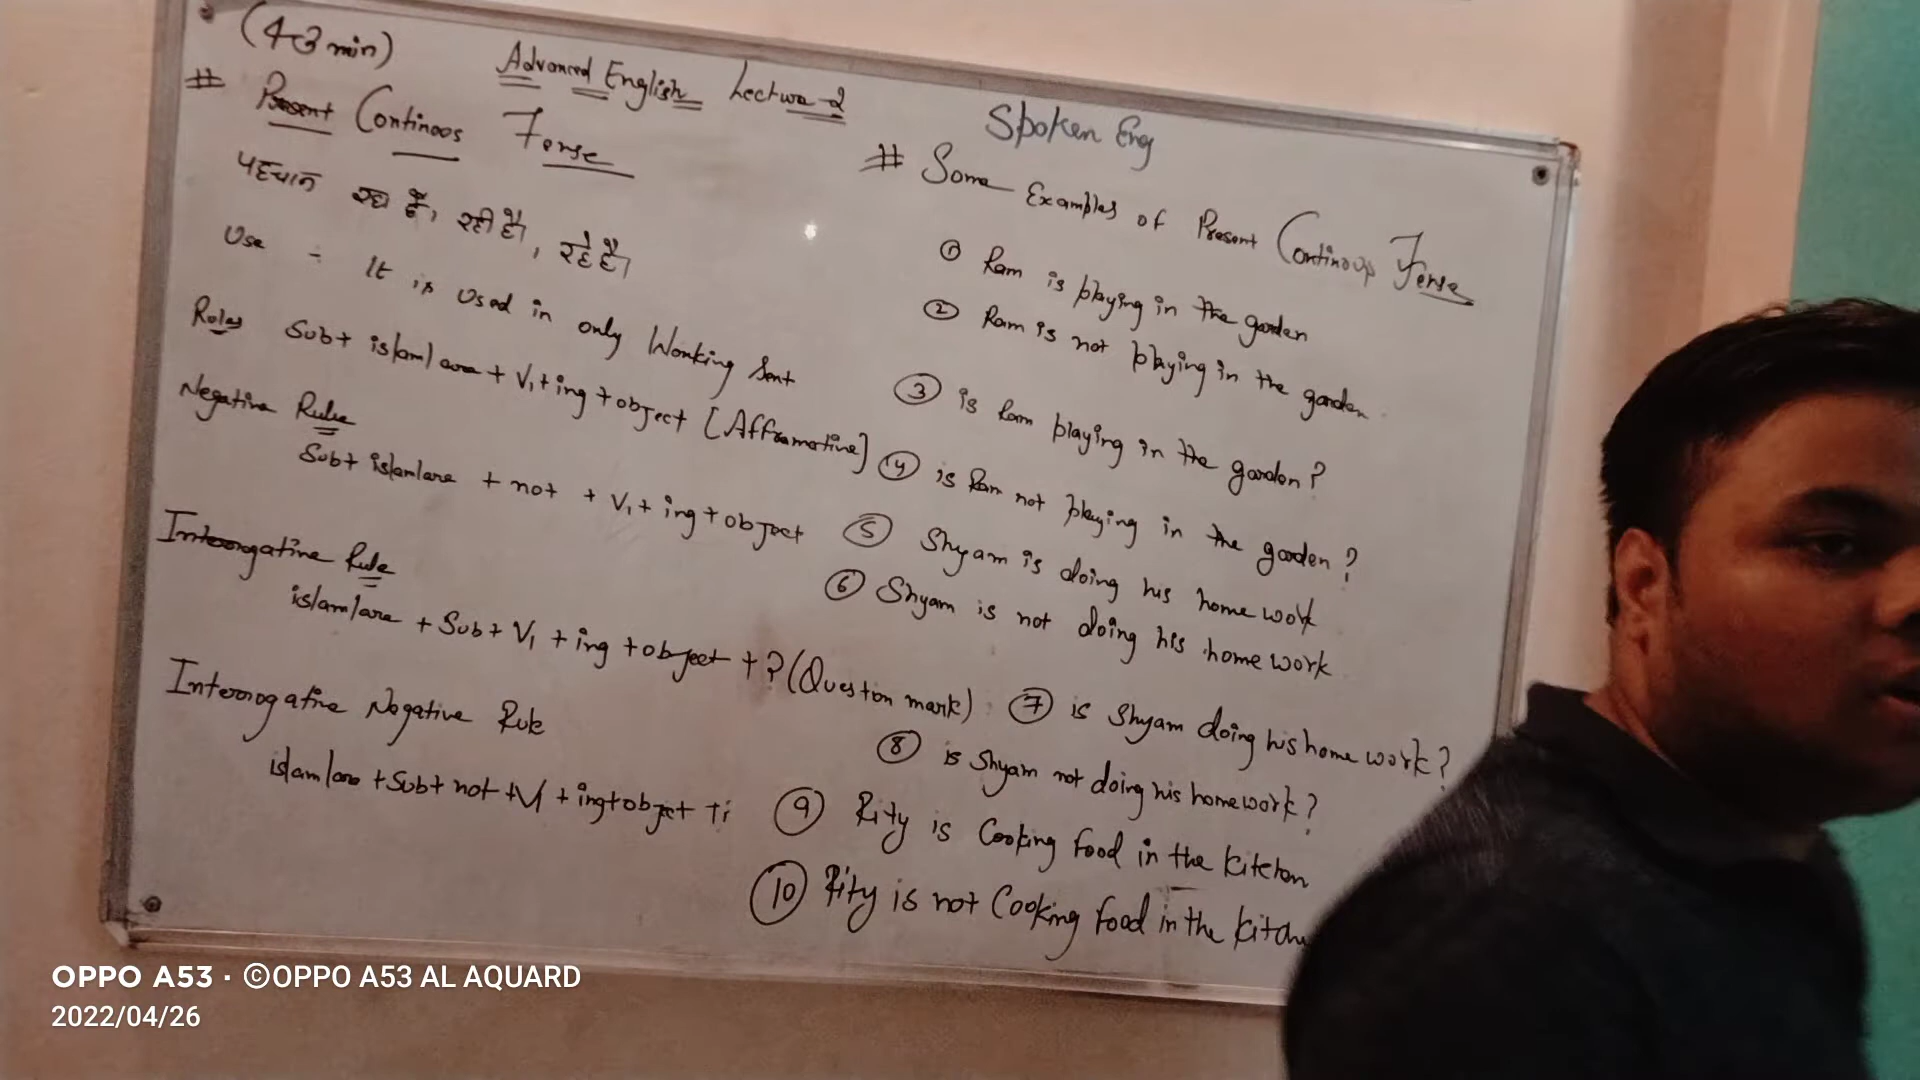 (43 min)
Advanced English Lecture-2
# Present Continoos Tense
पहचान रहा है, रही है, रहे हैं।
Use - It is Used in only Working Sent
Rules Sub+ is/am/are + V1+ing+object [Afframative]
Negative Rule
Sub+ is/am/are + not + V1+ing+object
Interrogative Rule
is/am/are + Sub+ V1 +ing +object +? (Question mark)
Interrogative Negative Rule
is/am/are +Sub+ not +V1 +ing+object +
Spoken Eng
# Some Examples of Present Continous Tense
① Ram is playing in the garden
② Ram is not playing in the garden
③ is Ram playing in the garden?
④ is Ram not playing in the garden?
⑤ Shyam is doing his home work
⑥ Shyam is not doing his home work
⑦ is Shyam doing his home work?
⑧ is Shyam not doing his home work?
⑨ Rity is Cooking food in the kitchen
⑩ Rity is not Cooking food in the kitche
OPPO A53 · ©OPPO A53 AL AQUARD
2022/04/26